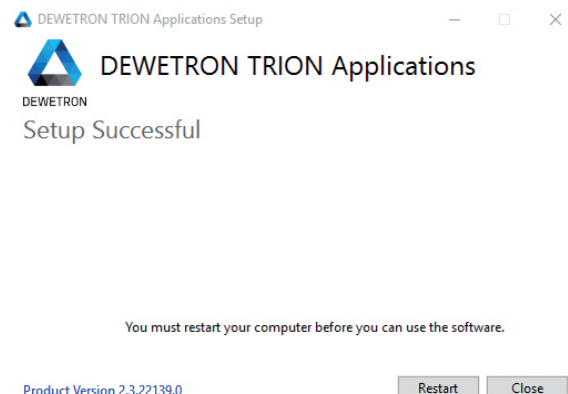 DEWETRON TRION Applications Setup
DEWETRON TRION Applications
DEWETRON
Setup Successful
You must restart your computer before you can use the software.
Product Version 2.3.22139.0
Restart
Close